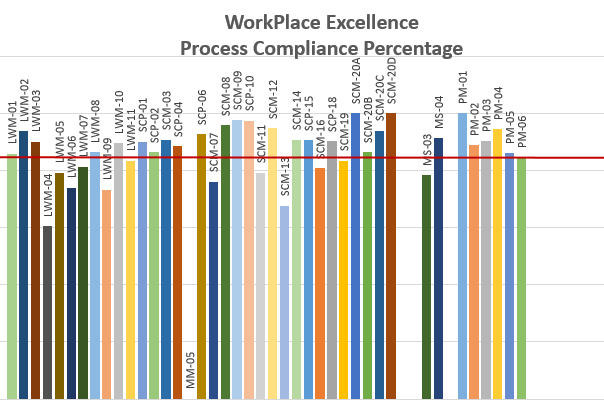 WorkPlace Excellence
Process Compliance Percentage
LWM-01
LWM-02
LWM-03
LWM-04
LWM-05
LWM-06
LWM-07
LWM-08
LWM-09
LWM-10
LWM-11
SCP-01
SCP-02
SCM-03
SCP-04
MM-05
SCP-06
SCM-07
SCM-08
SCM-09
SCP-10
SCM-11
SCM-12
SCM-13
SCM-14
SCP-15
SCM-16
SCP-18
SCM-19
SCM-20A
SCM-20B
SCM-20C
SCM-20D
MS-03
MS-04
PM-01
PM-02
PM-03
PM-04
PM-05
PM-06